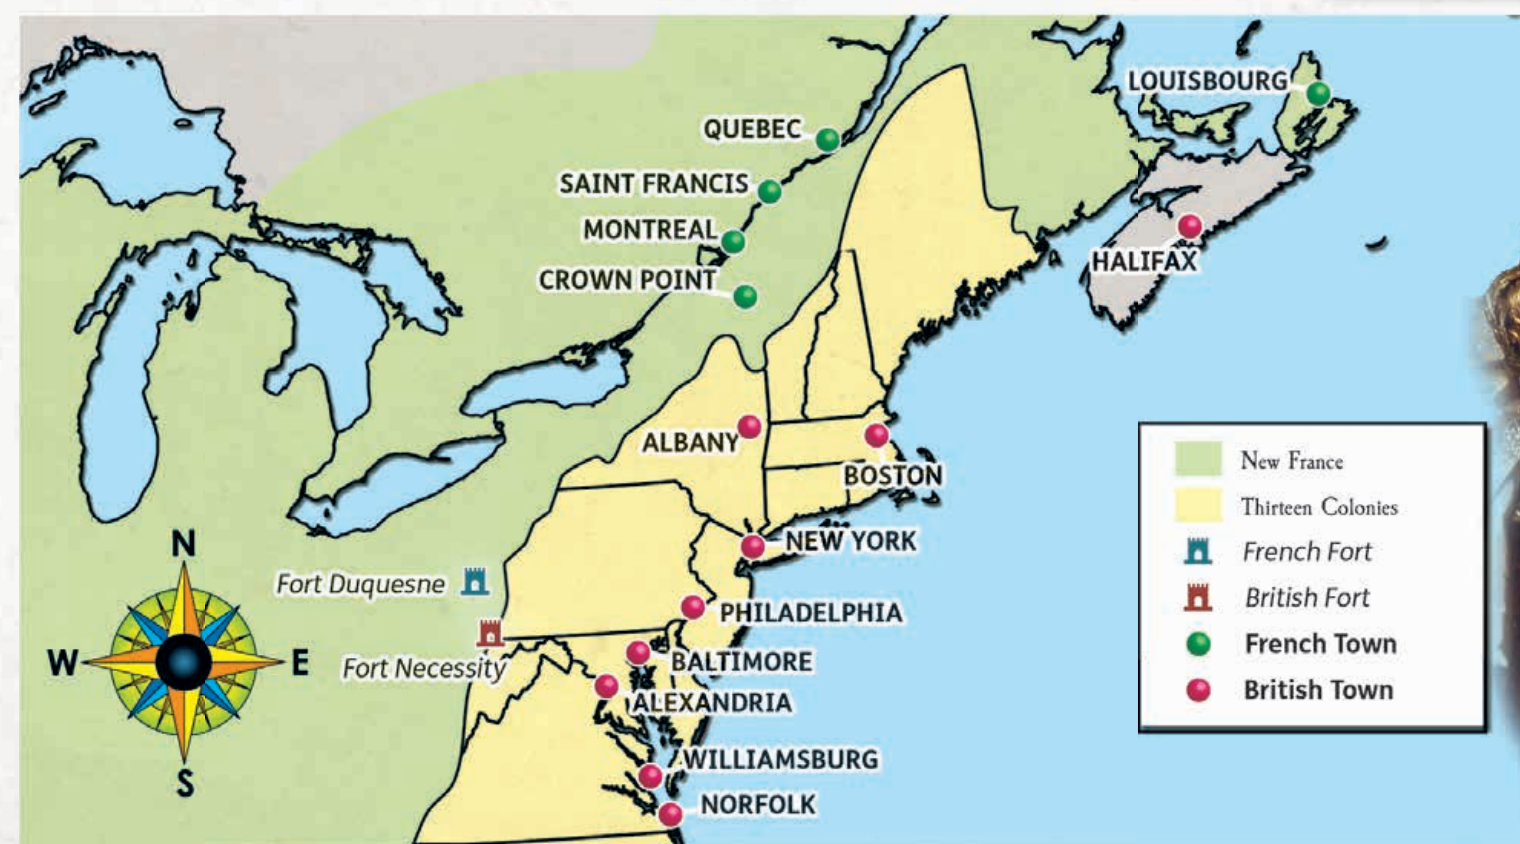 LOUISBOURG
QUEBEC
SAINT FRANCIS
MONTREAL
HALIFAX
CROWN POINT
ALBANY
BOSTON
New France
Thirteen Colonies
N
NEW YORK
French Fort
Fort Duquesne
British Fort
PHILADELPHIA
French Town
W
E
Fort Necessity
BALTIMORE
British Town
ALEXANDRIA
WILLIAMSBURG
S
NORFOLK